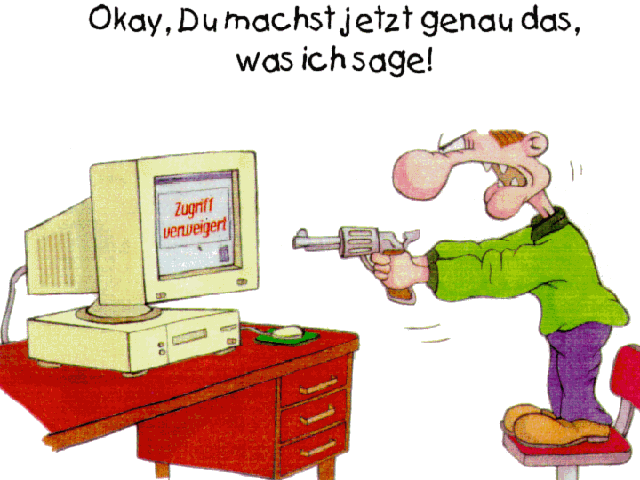 Okay, Du machst jetzt genau das,
was ich sage!
Zugriff
verweigert